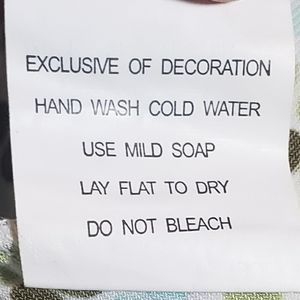 EXCLUSIVE OF DECORATION
HAND WASH COLD WATER
USE MILD SOAP
LAY FLAT TO DRY
DO NOT BLEACH